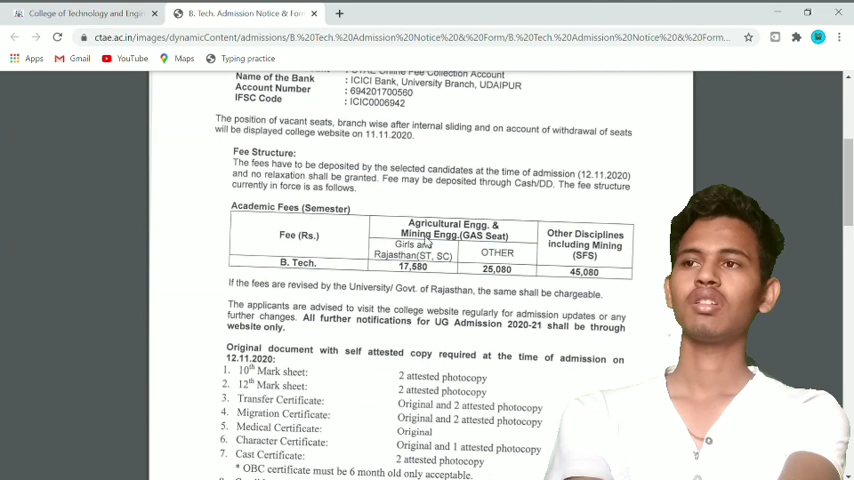 College of Technology and Engin
B. Tech. Admission Notice & For
ctae.ac.in/images/dynamicContent/admissions/B.%20Tech.%20Admission%20Notice%20&%20Form/B.%20Tech.%20Admission%20Notice%20&%20Form...
Apps
Gmail
YouTube
Maps
Typing practice
Online Fee Collection Account
Name of the Bank : ICICI Bank, University Branch, UDAIPUR
Account Number : 694201700560
IFSC Code : ICIC0006942
The position of vacant seats, branch wise after internal sliding and on account of withdrawal of seats
will be displayed college website on 11.11.2020.
Fee Structure:
The fees have to be deposited by the selected candidates at the time of admission (12.11.2020)
and no relaxation shall be granted. Fee may be deposited through Cash/DD. The fee structure
currently in force is as follows.
Academic Fees (Semester)
Fee (Rs.)
Agricultural Engg. &
Mining Engg.(GAS Seat)
Other Disciplines
including Mining
(SFS)
Girls and
Rajasthan(ST, SC)
OTHER
B. Tech. 17,580 25,080 45,080
If the fees are revised by the University/ Govt. of Rajasthan, the same shall be chargeable.
The applicants are advised to visit the college website regularly for admission updates or any
further changes. All further notifications for UG Admission 2020-21 shall be through
website only.
Original document with self attested copy required at the time of admission on
12.11.2020:
1. 10th Mark sheet: 2 attested photocopy
2. 12th Mark sheet: 2 attested photocopy
3. Transfer Certificate: Original and 2 attested photocopy
4. Migration Certificate: Original and 2 attested photocopy
5. Medical Certificate: Original
6. Character Certificate: Original and 1 attested photocopy
7. Cast Certificate: 2 attested photocopy
* OBC certificate must be 6 month old only acceptable.